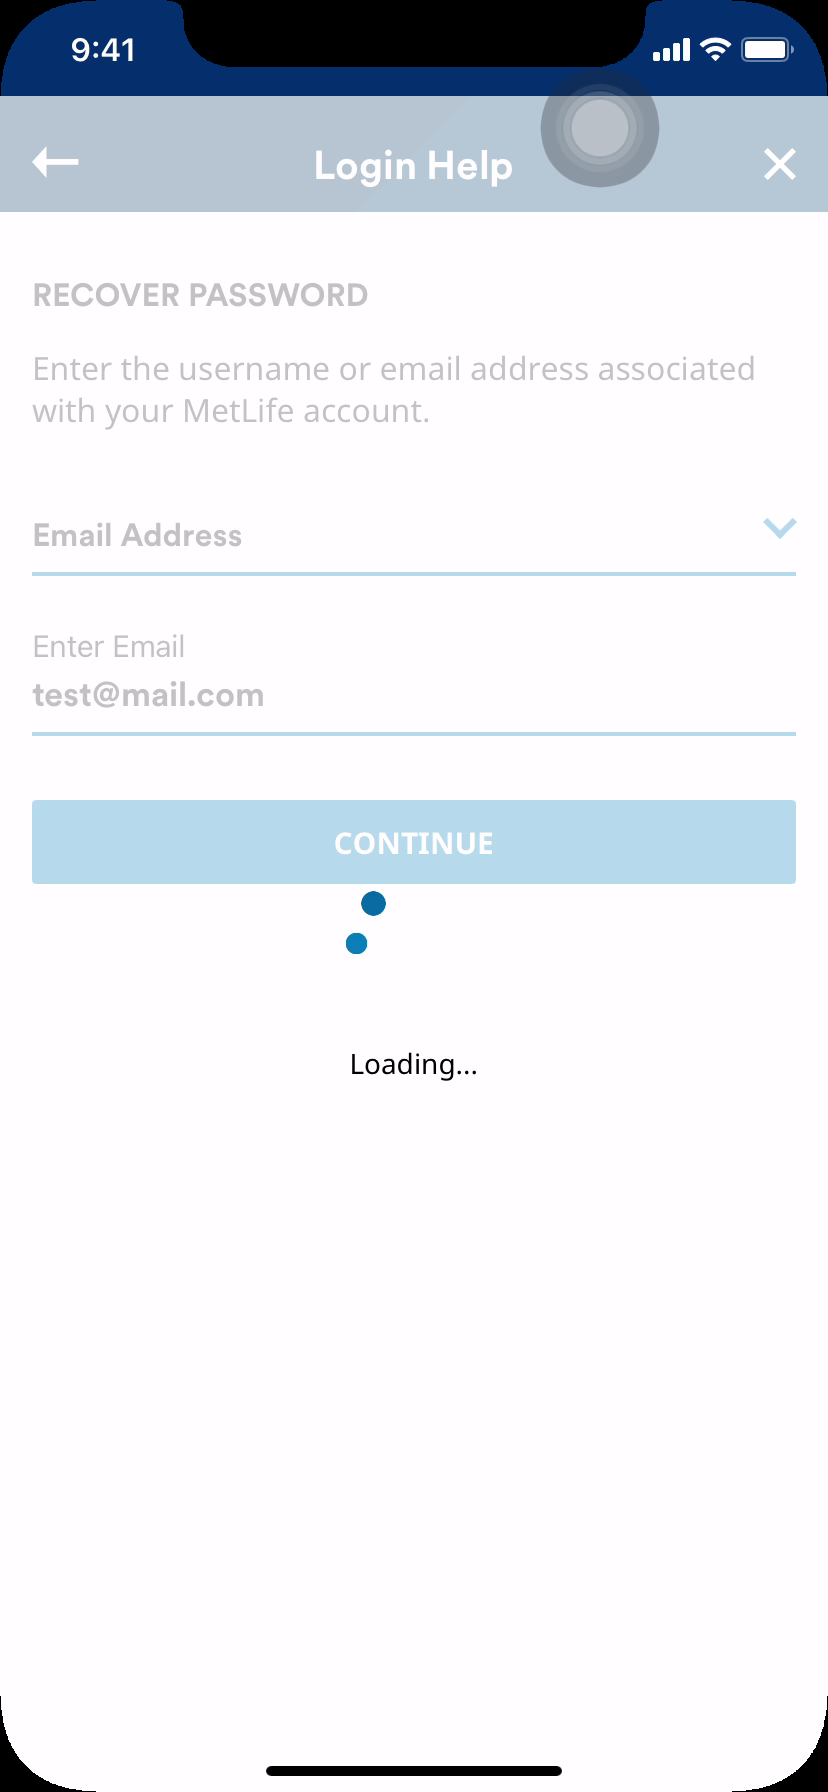 9:41
Login Help
RECOVER PASSWORD
Enter the username or email address associated
with your MetLife account.
Email Address
Enter Email
test@mail.com
CONTINUE
Loading...